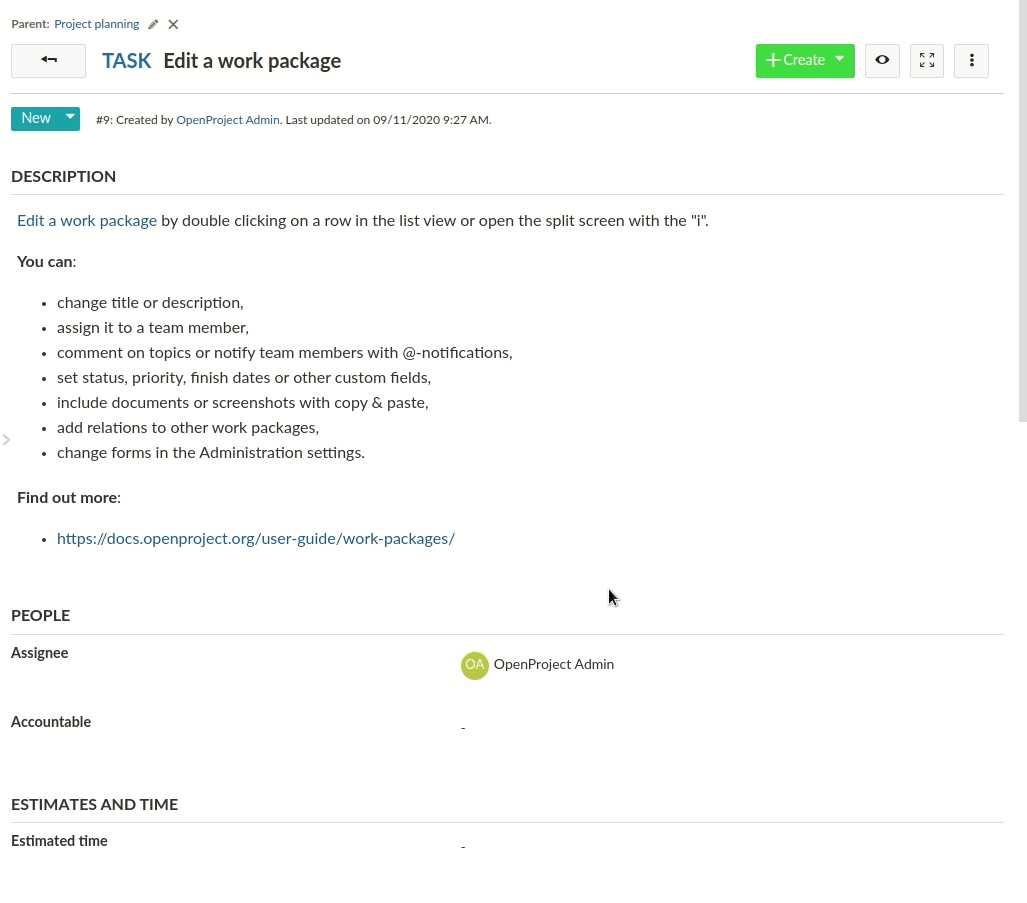 Parent: Project planning
TASK Edit a work package
Create
New
#9: Created by OpenProject Admin. Last updated on 09/11/2020 9:27 AM.
DESCRIPTION
Edit a work package by double clicking on a row in the list view or open the split screen with the "i".
You can:
• change title or description,
• assign it to a team member,
• comment on topics or notify team members with @-notifications,
• set status, priority, finish dates or other custom fields,
• include documents or screenshots with copy & paste,
• add relations to other work packages,
• change forms in the Administration settings.
Find out more:
• https://docs.openproject.org/user-guide/work-packages/
PEOPLE
Assignee OA OpenProject Admin
Accountable -
ESTIMATES AND TIME
Estimated time -